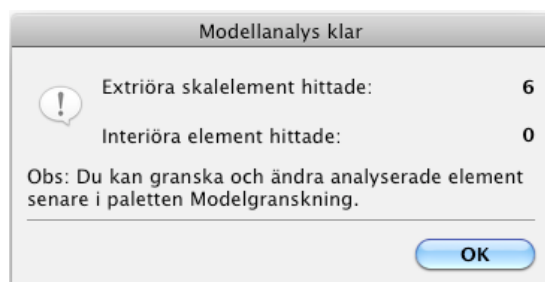 Modellanalys klar
Extriöra skalelement hittade: 6
Interiöra element hittade: 0
Obs: Du kan granska och ändra analyserade element
senare i paletten Modelgranskning.
OK